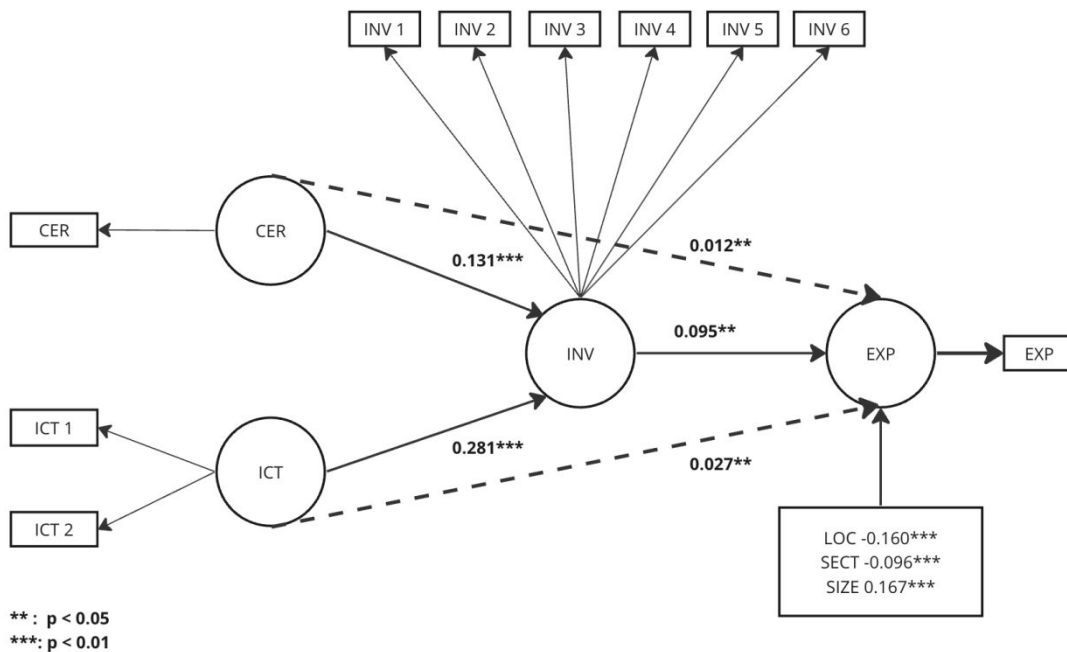 INV 1
INV 2
INV 3
INV 4
INV 5
INV 6
CER
CER
0.131***
0.012**
INV
0.095**
EXP
EXP
ICT 1
ICT 2
ICT
0.281***
0.027**
LOC -0.160***
SECT -0.096***
SIZE 0.167***
** : p < 0.05
***: p < 0.01